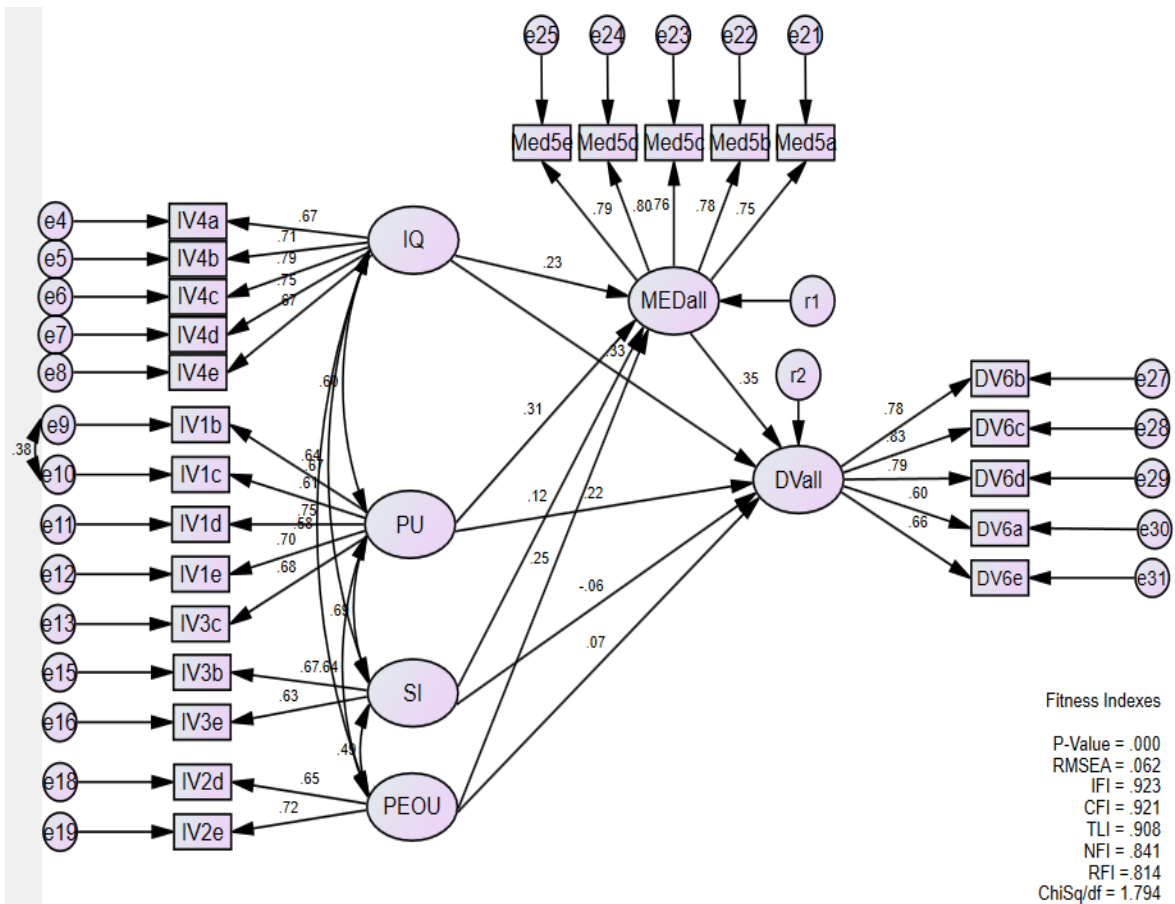 e25 e24 e23 e22 e21
Med5e Med5d Med5c Med5b Med5a
.79 .80 .76 .78 .75
e4 IV4a .67
e5 IV4b .71
e6 IV4c .79
e7 IV4d .75
e8 IV4e .67
IQ
.23
MEDall
r1
.33
.35
r2
.60
.31
e9 IV1b .64
.38
.67
e10 IV1c .61
e11 IV1d .75
.58
e12 IV1e .70
e13 IV3c .68
PU
.12
.22
DVall
.78 DV6b e27
.83 DV6c e28
.79 DV6d e29
.60 DV6a e30
.66 DV6e e31
.25
-.06
.07
.69
e15 IV3b .67 .64
e16 IV3e .63
SI
.49
e18 IV2d .65
e19 IV2e .72
PEOU
Fitness Indexes
P-Value = .000
RMSEA = .062
IFI = .923
CFI = .921
TLI = .908
NFI = .841
RFI =.814
ChiSq/df = 1.794